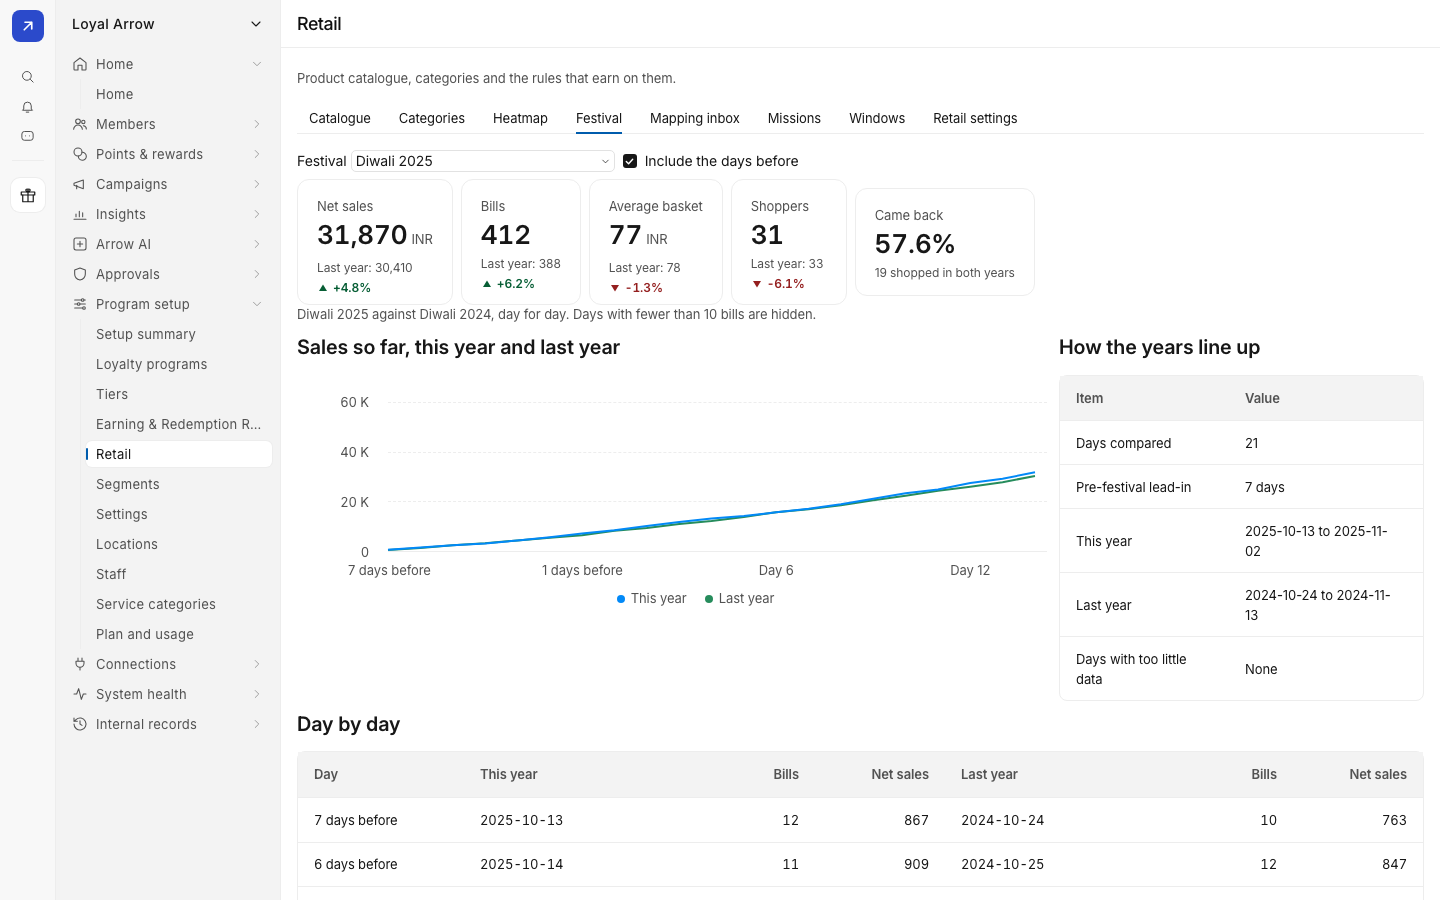 Loyal Arrow
Home
Home
Members
Points & rewards
Campaigns
Insights
Arrow AI
Approvals
Program setup
Setup summary
Loyalty programs
Tiers
Earning & Redemption R...
Retail
Segments
Settings
Locations
Staff
Service categories
Plan and usage
Connections
System health
Internal records
Retail
Product catalogue, categories and the rules that earn on them.
Catalogue Categories Heatmap Festival Mapping inbox Missions Windows Retail settings
Festival Diwali 2025 Include the days before
Net sales
31,870 INR
Last year: 30,410
+4.8%
Bills
412
Last year: 388
+6.2%
Average basket
77 INR
Last year: 78
-1.3%
Shoppers
31
Last year: 33
-6.1%
Came back
57.6%
19 shopped in both years
Diwali 2025 against Diwali 2024, day for day. Days with fewer than 10 bills are hidden.
Sales so far, this year and last year
60 K
40 K
20 K
0
7 days before 1 days before Day 6 Day 12
This year Last year
How the years line up
Item Value
Days compared 21
Pre-festival lead-in 7 days
This year 2025-10-13 to 2025-11-
02
Last year 2024-10-24 to 2024-11-
13
Days with too little
data None
Day by day
Day This year Bills Net sales Last year Bills Net sales
7 days before 2025-10-13 12 867 2024-10-24 10 763
6 days before 2025-10-14 11 909 2024-10-25 12 847